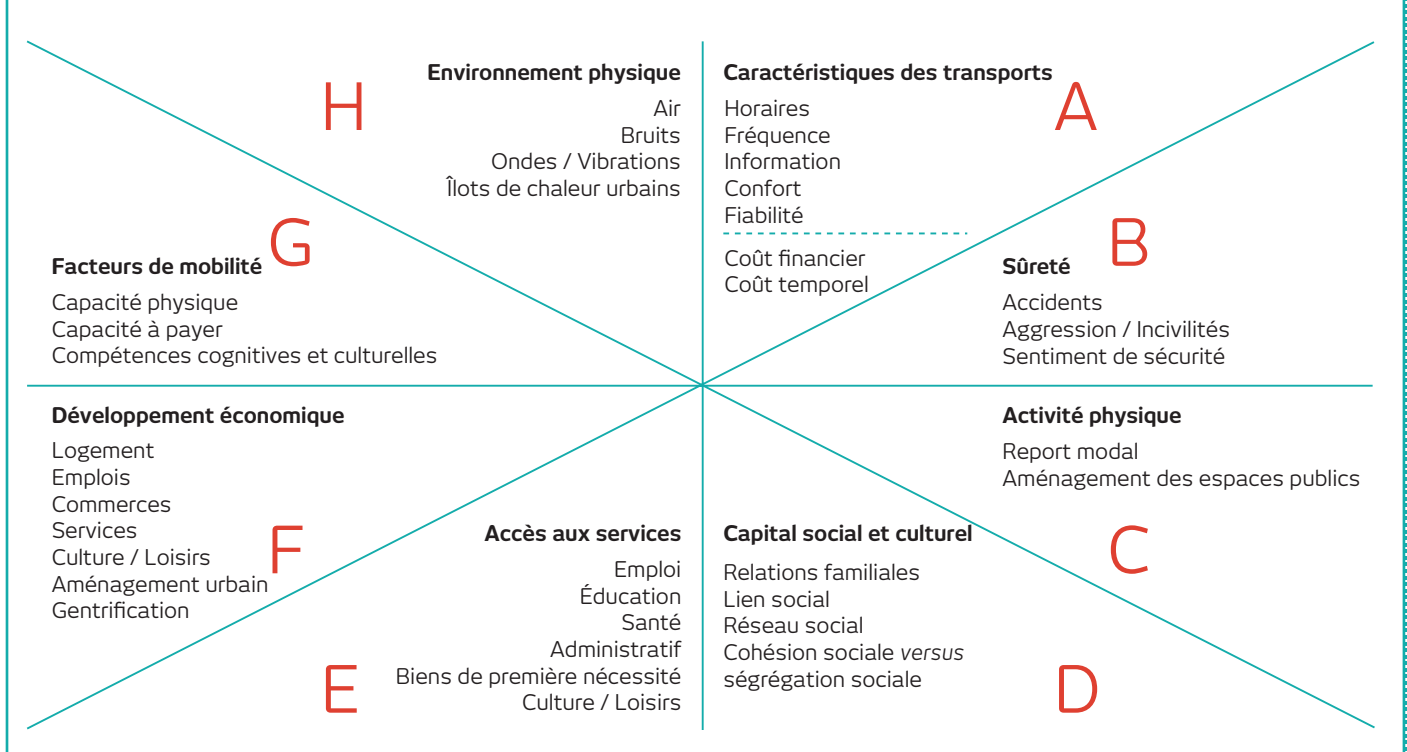 H
Environnement physique
Air
Bruits
Ondes / Vibrations
Îlots de chaleur urbains
A
Caractéristiques des transports
Horaires
Fréquence
Information
Confort
Fiabilité
Coût financier
Coût temporel
B
Sûreté
Accidents
Aggression / Incivilités
Sentiment de sécurité
C
Activité physique
Report modal
Aménagement des espaces publics
D
Capital social et culturel
Relations familiales
Lien social
Réseau social
Cohésion sociale versus
ségrégation sociale
E
Accès aux services
Emploi
Éducation
Santé
Administratif
Biens de première nécessité
Culture / Loisirs
F
Développement économique
Logement
Emplois
Commerces
Services
Culture / Loisirs
Aménagement urbain
Gentrification
G
Facteurs de mobilité
Capacité physique
Capacité à payer
Compétences cognitives et culturelles